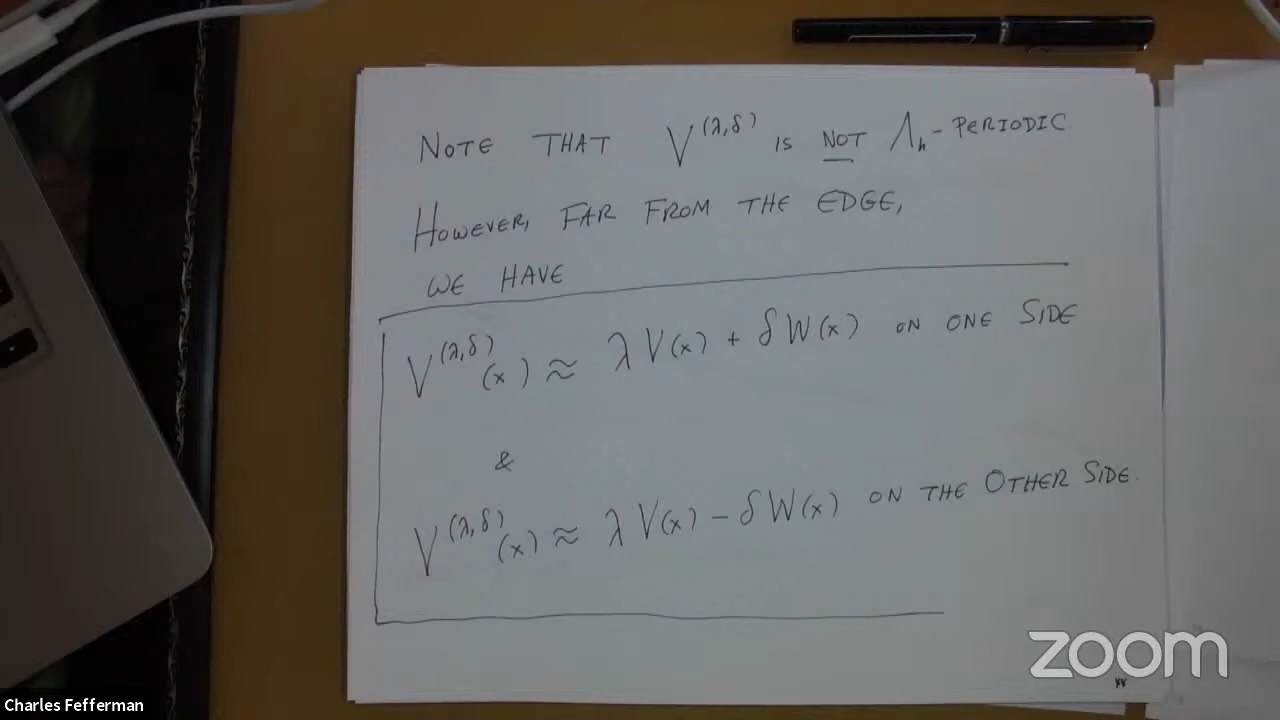 NOTE THAT V^(λ,δ) IS NOT Λ_h-PERIODIC
HOWEVER, FAR FROM THE EDGE,
WE HAVE
V^(λ,δ)(x) ≈ λV(x) + δW(x) ON ONE SIDE
&
V^(λ,δ)(x) ≈ λV(x) − δW(x) ON THE OTHER SIDE.
zoom
Charles Fefferman